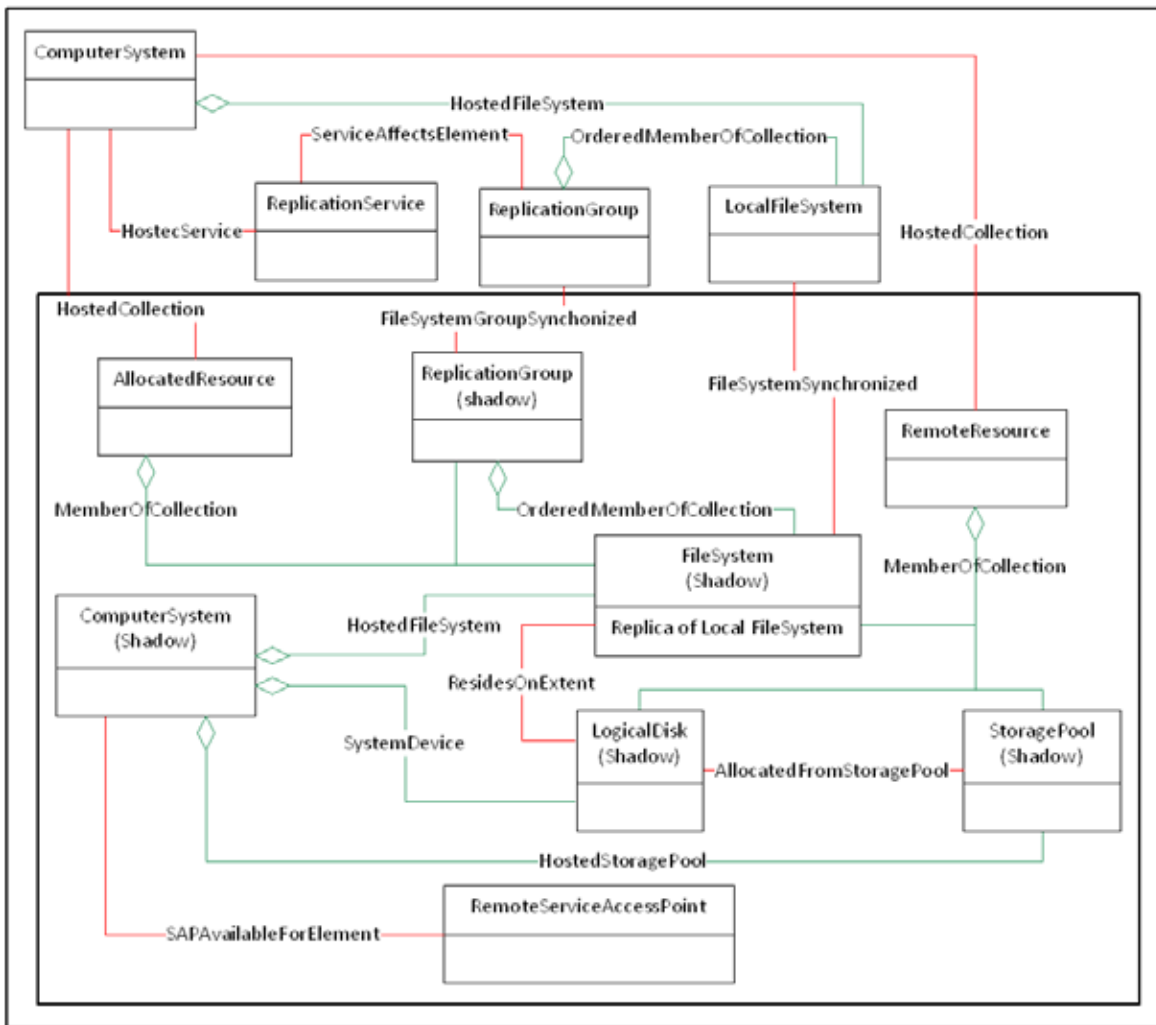 ComputerSystem
HostedFileSystem
ServiceAffectsElement
OrderedMemberOfCollection
ReplicationService
ReplicationGroup
LocalFileSystem
HostecService
HostedCollection
HostedCollection
FileSystemGroupSynchonized
AllocatedResource
ReplicationGroup
(shadow)
FileSystemSynchronized
RemoteResource
MemberOfCollection
OrderedMemberOfCollection
FileSystem
(Shadow)
MemberOfCollection
ComputerSystem
(Shadow)
HostedFileSystem
Replica of Local FileSystem
ResidesOnExtent
SystemDevice
LogicalDisk
(Shadow)
StoragePool
(Shadow)
AllocatedFromStoragePool
HostedStoragePool
RemoteServiceAccessPoint
SAPAvailableForElement